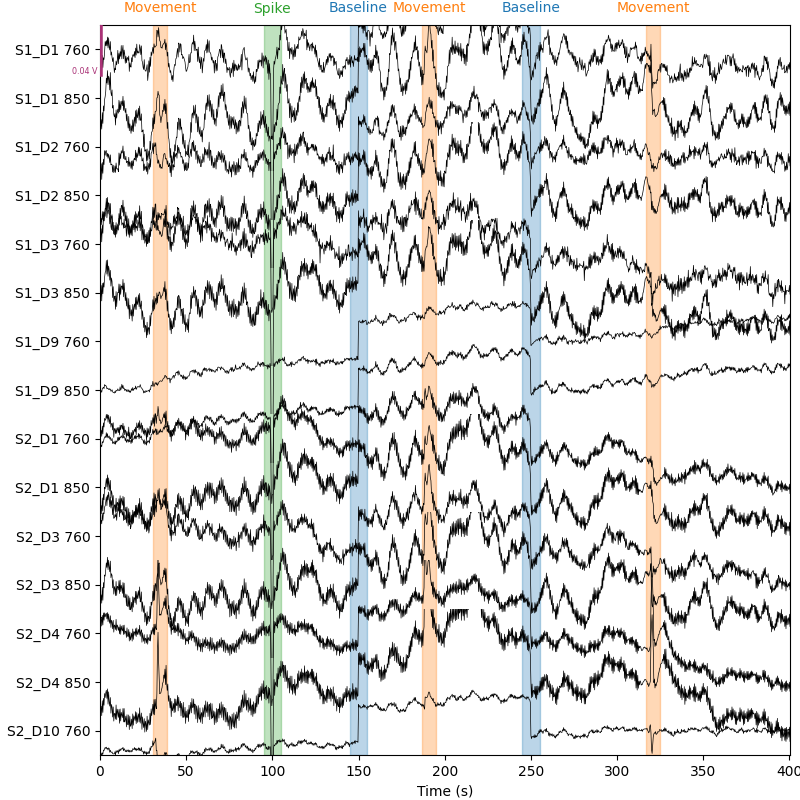 Movement Spike Baseline Movement Baseline Movement
S1_D1 760
0.04 V
S1_D1 850
S1_D2 760
S1_D2 850
S1_D3 760
S1_D3 850
S1_D9 760
S1_D9 850
S2_D1 760
S2_D1 850
S2_D3 760
S2_D3 850
S2_D4 760
S2_D4 850
S2_D10 760
0 50 100 150 200 250 300 350 400
Time (s)